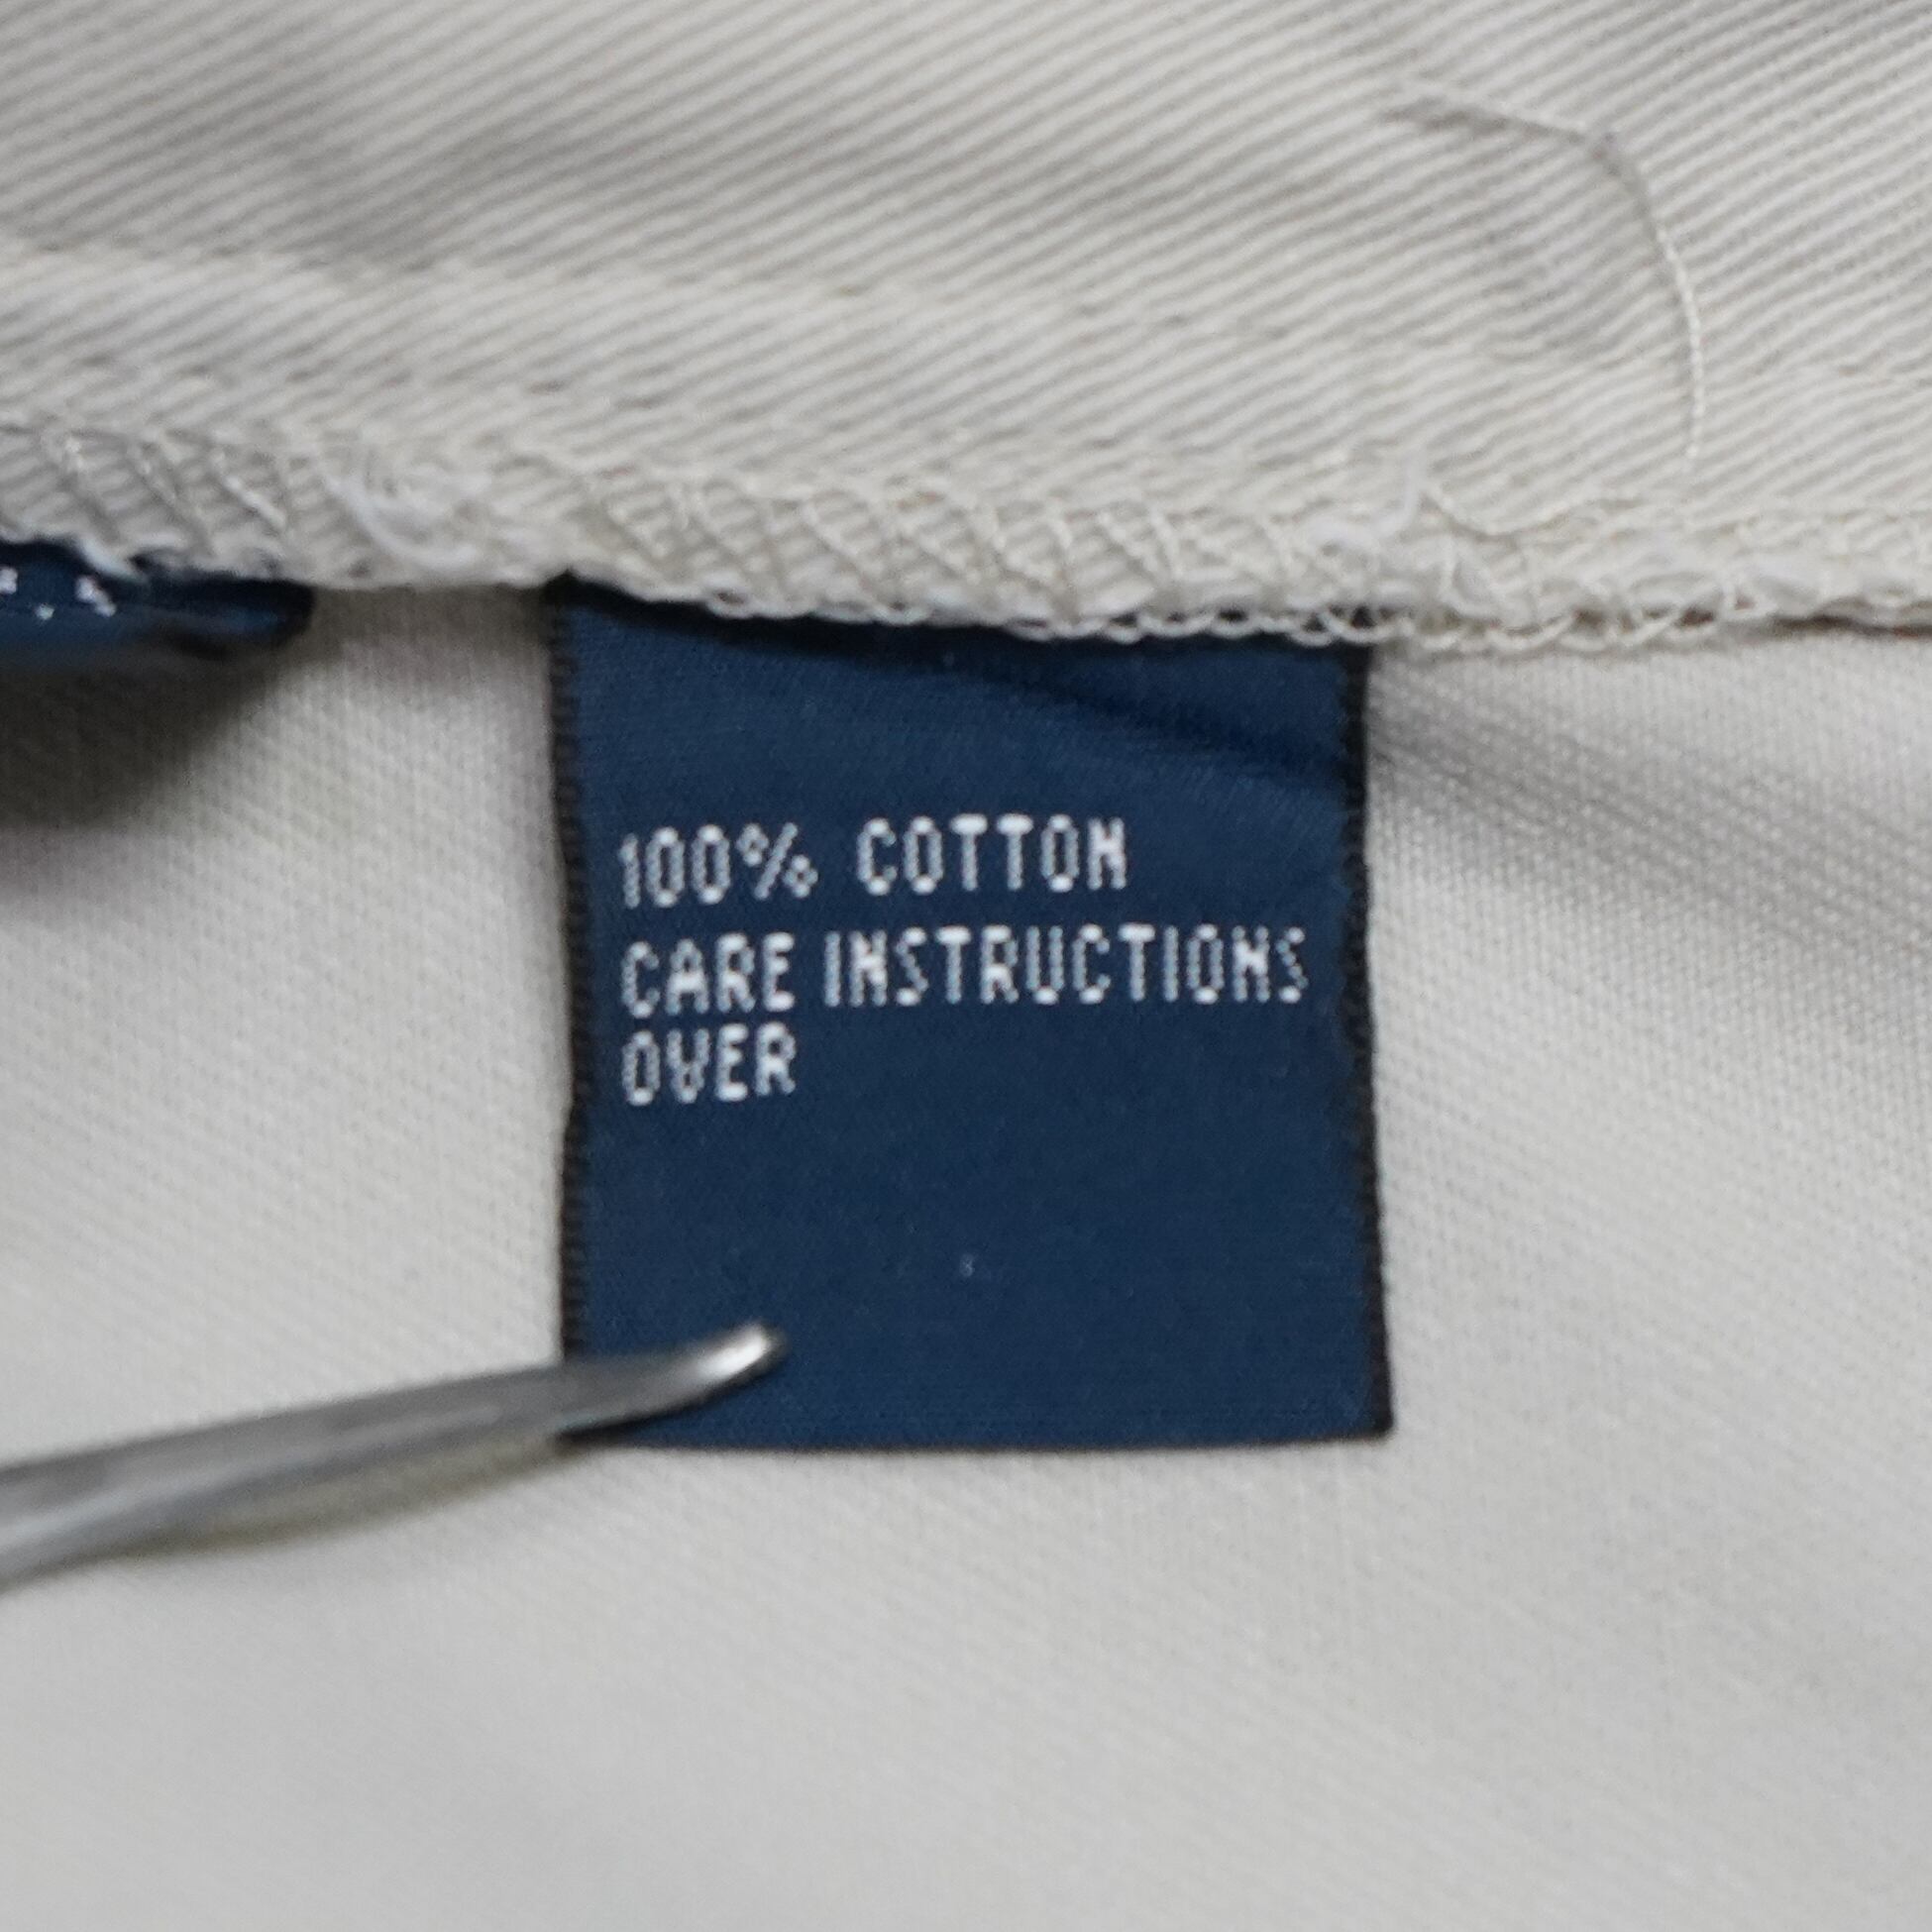 100% COTTON
CARE INSTRUCTIONS
OVER